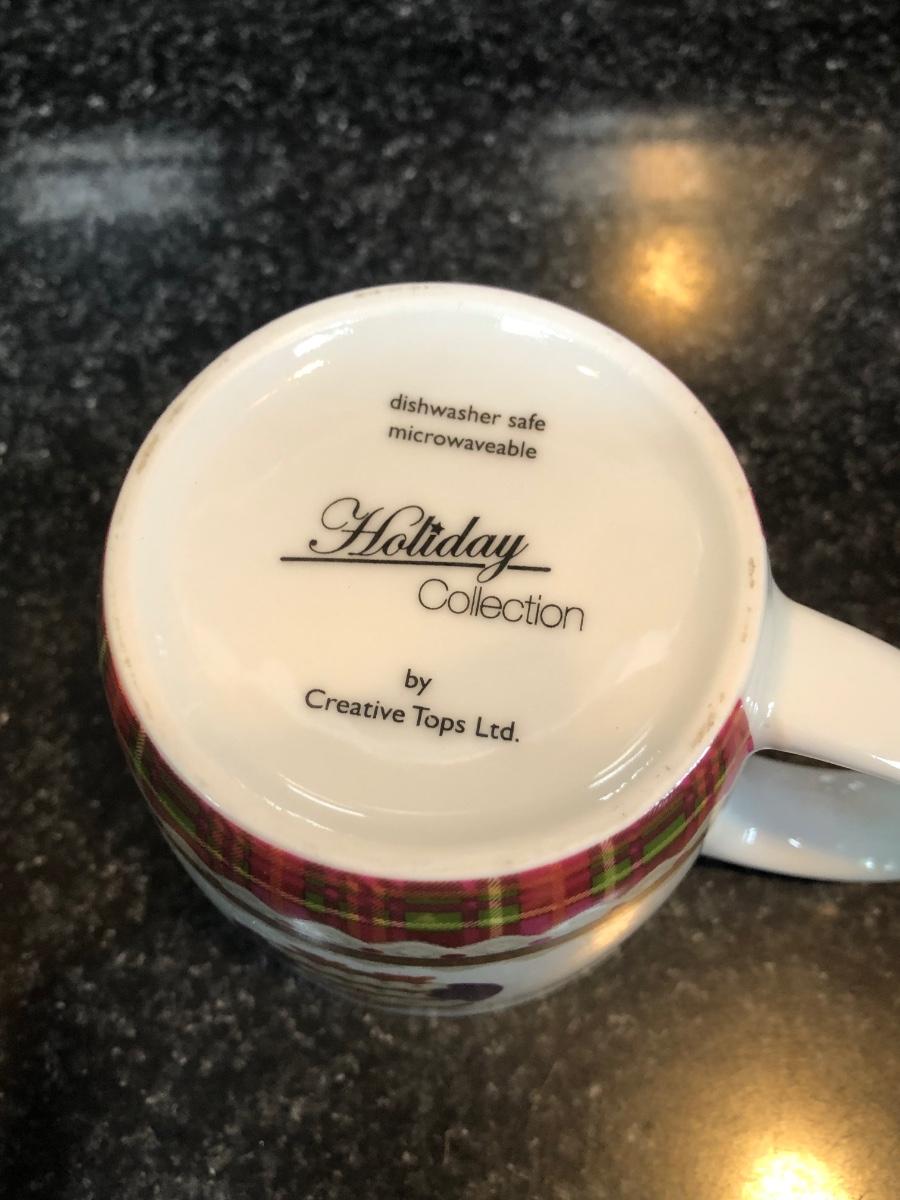 dishwasher safe
microwaveable
Holiday
Collection
by
Creative Tops Ltd.